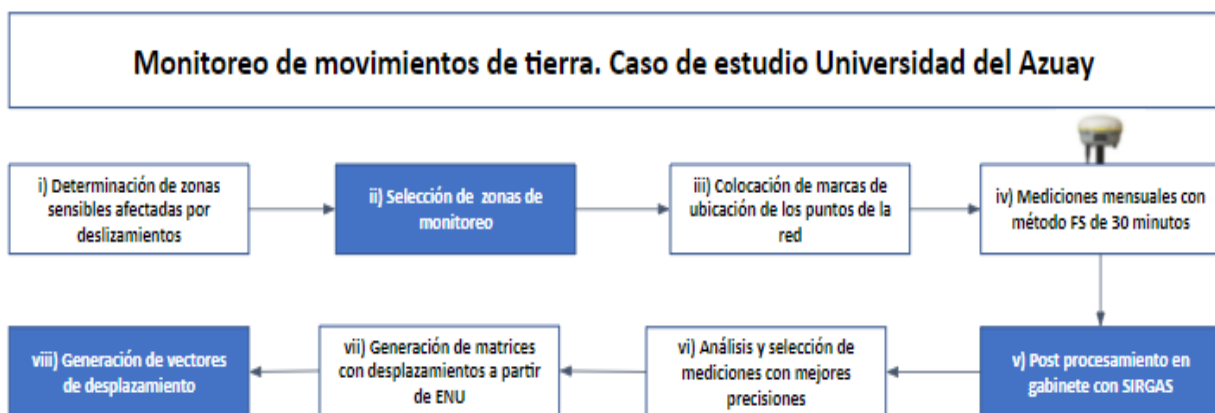 Monitoreo de movimientos de tierra. Caso de estudio Universidad del Azuay
i) Determinación de zonas
sensibles afectadas por
deslizamientos
ii) Selección de zonas de
monitoreo
iii) Colocación de marcas de
ubicación de los puntos de la
red
iv) Mediciones mensuales con
método FS de 30 minutos
v) Post procesamiento en
gabinete con SIRGAS
vi) Análisis y selección de
mediciones con mejores
precisiones
vii) Generación de matrices
con desplazamientos a partir
de ENU
viii) Generación de vectores
de desplazamiento